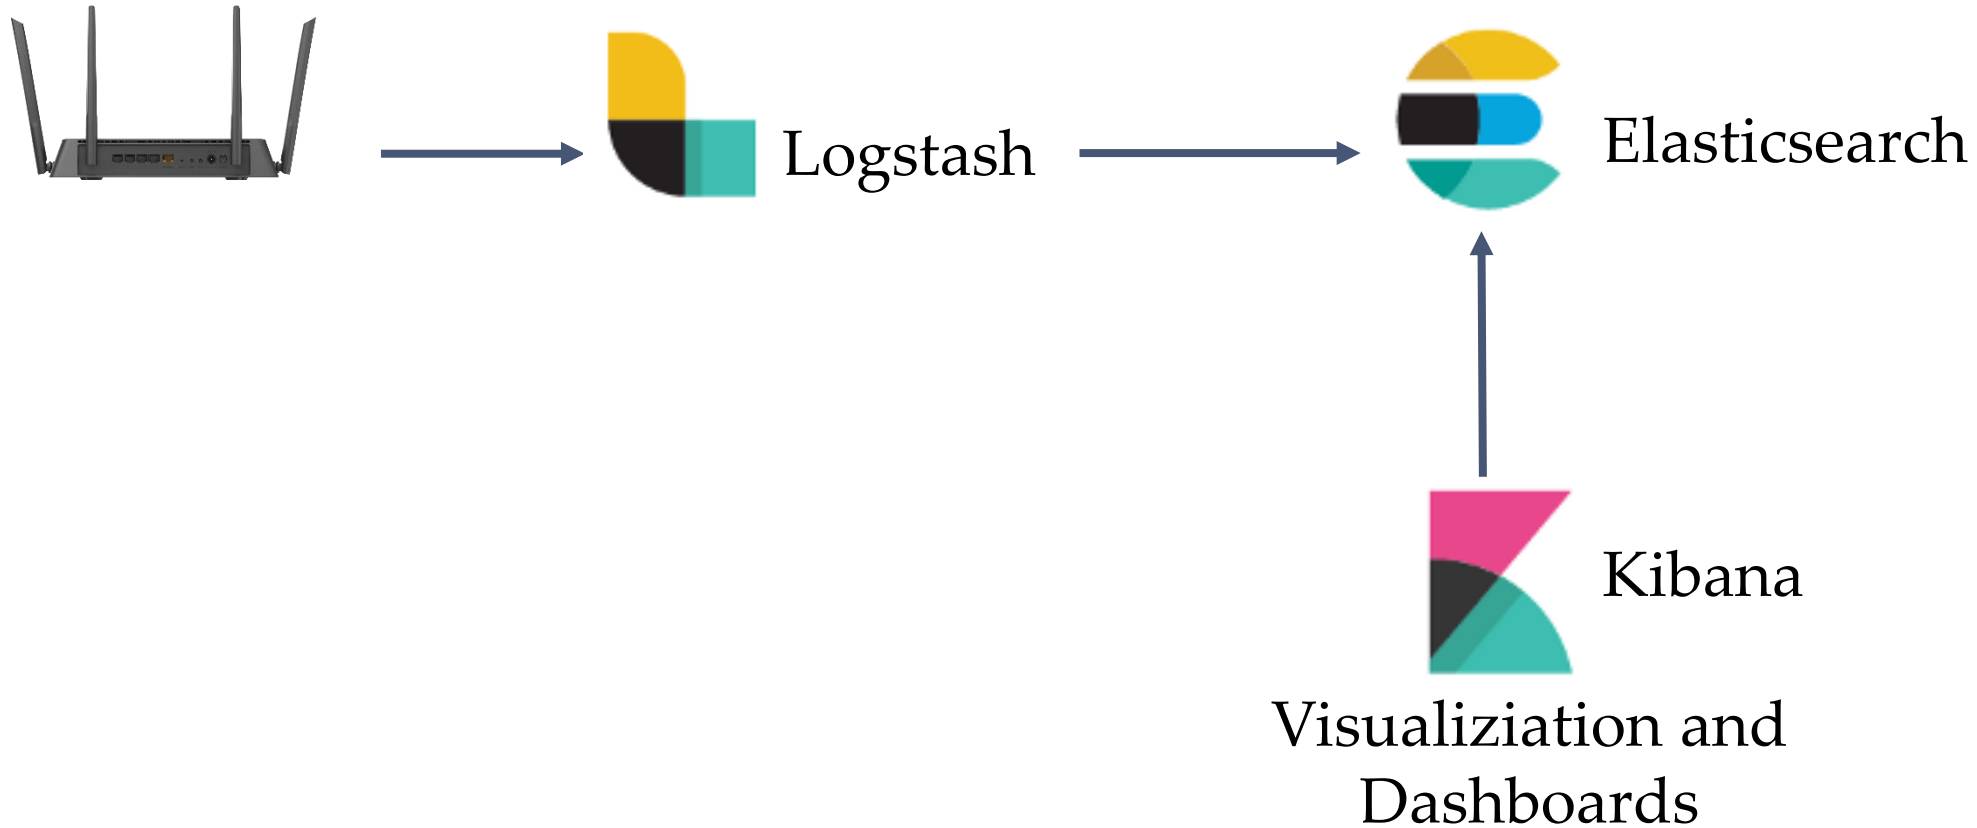 Logstash
Elasticsearch
Kibana
Visualiziation and
Dashboards